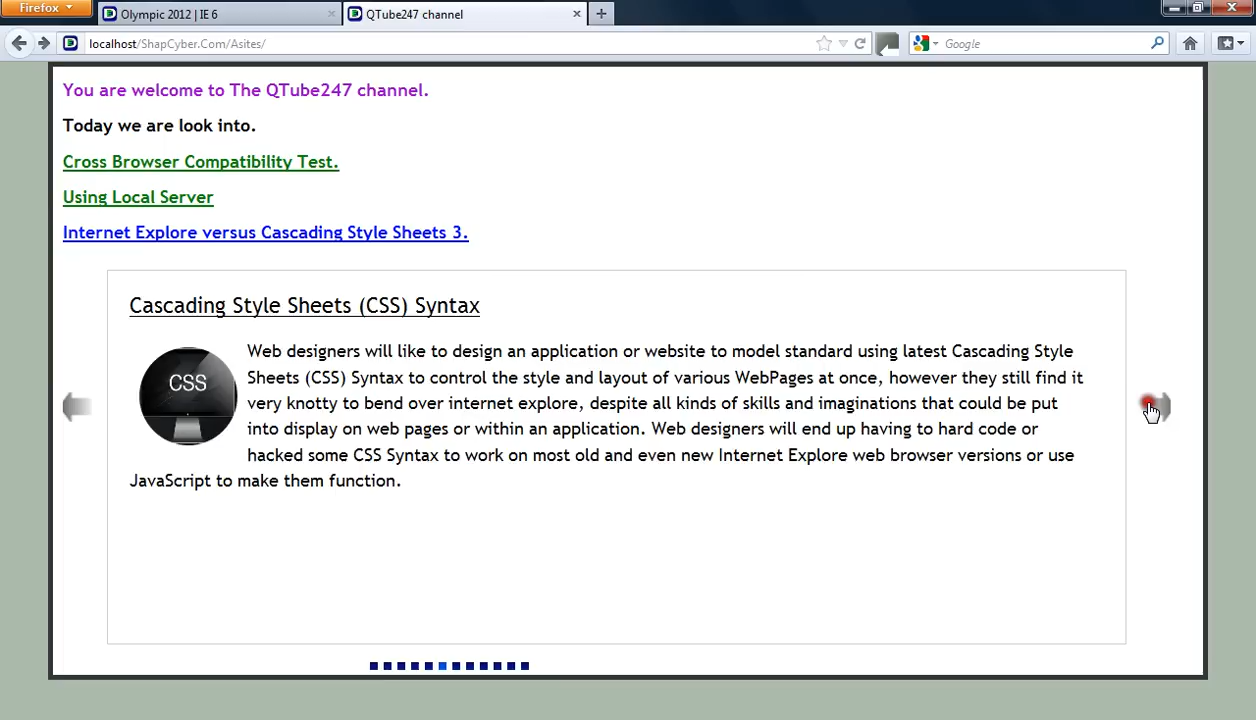 Firefox
Olympic 2012 | IE 6
QTube247 channel
localhost/ShapCyber.Com/Asites/
Google
You are welcome to The QTube247 channel.
Today we are look into.
Cross Browser Compatibility Test.
Using Local Server
Internet Explore versus Cascading Style Sheets 3.
Cascading Style Sheets (CSS) Syntax
CSS
Web designers will like to design an application or website to model standard using latest Cascading Style
Sheets (CSS) Syntax to control the style and layout of various WebPages at once, however they still find it
very knotty to bend over internet explore, despite all kinds of skills and imaginations that could be put
into display on web pages or within an application. Web designers will end up having to hard code or
hacked some CSS Syntax to work on most old and even new Internet Explore web browser versions or use
JavaScript to make them function.